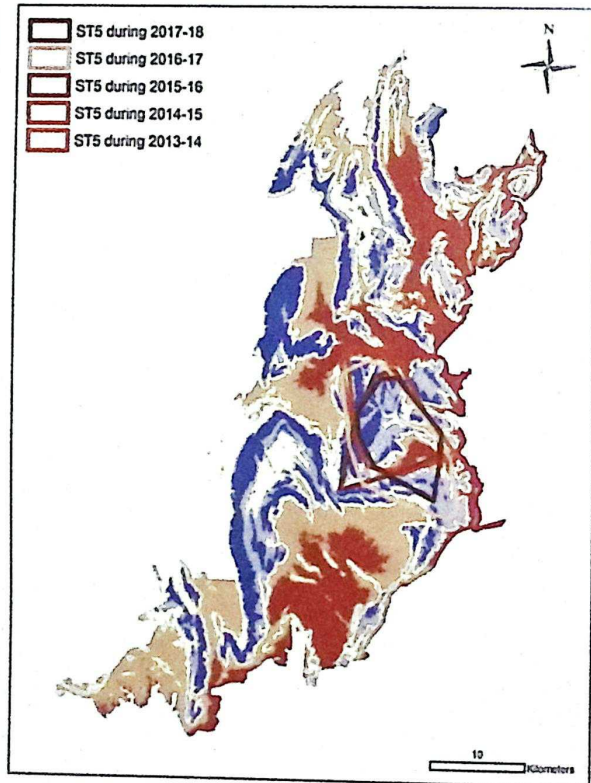 ST5 during 2017-18
ST5 during 2016-17
ST5 during 2015-16
ST5 during 2014-15
ST5 during 2013-14
N
10
Kilometers